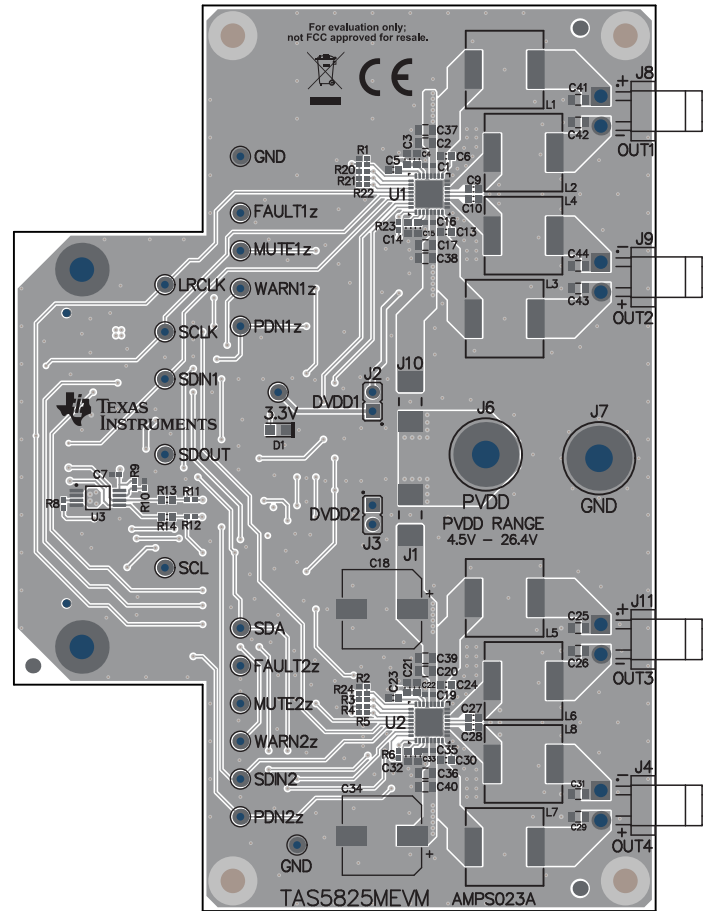 For evaluation only;
not FCC approved for resale.
CE
J8
C41
+
L1
C42
−
OUT1
C37
C3
C2
C4
C6
R1
R20
R21
R22
C5
C1
U1
C9
C10
L2
L4
GND
FAULT1z
MUTE1z
LRCLK
WARN1z
SCLK
PDN1z
SDIN1
R23
C14
C16
C15
C13
C17
C38
J9
−
C44
L3
C43
+
OUT2
TEXAS
INSTRUMENTS
3.3V
D1
J2
DVDD1
J10
J6
J7
PVDD
GND
PVDD RANGE
4.5V − 26.4V
SDOUT
C7
R9
R10
R8
U3
R13
R11
R14
R12
DVDD2
J3
J1
SCL
C18
+
J11
+
C25
L5
C26
−
OUT3
SDA
FAULT2z
MUTE2z
WARN2z
SDIN2
PDN2z
GND
C39
C21
C20
C22
C24
C19
R2
R24
R3
R4
R5
C23
U2
C27
C28
L6
L8
R6
C32
C35
C33
C30
C36
C40
C34
+
J4
−
C31
L7
C29
+
OUT4
TAS5825MEVM
AMPS023A